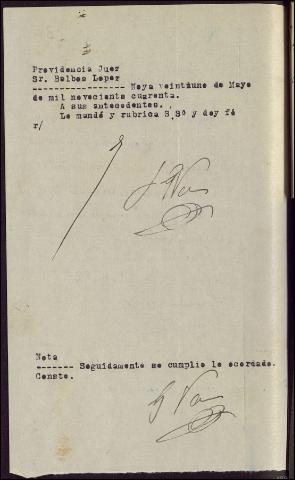 Providencia Juez
Sr. Balbas Lopez
---------------- Noya veintiuno de Mayo
de mil novecientos cuarenta.
A sus antecedentes.
Lo mandó y rubrica S.Sª y doy fé
r/
Nota
------- Seguidamente se cumplio lo acordado.
Conste.